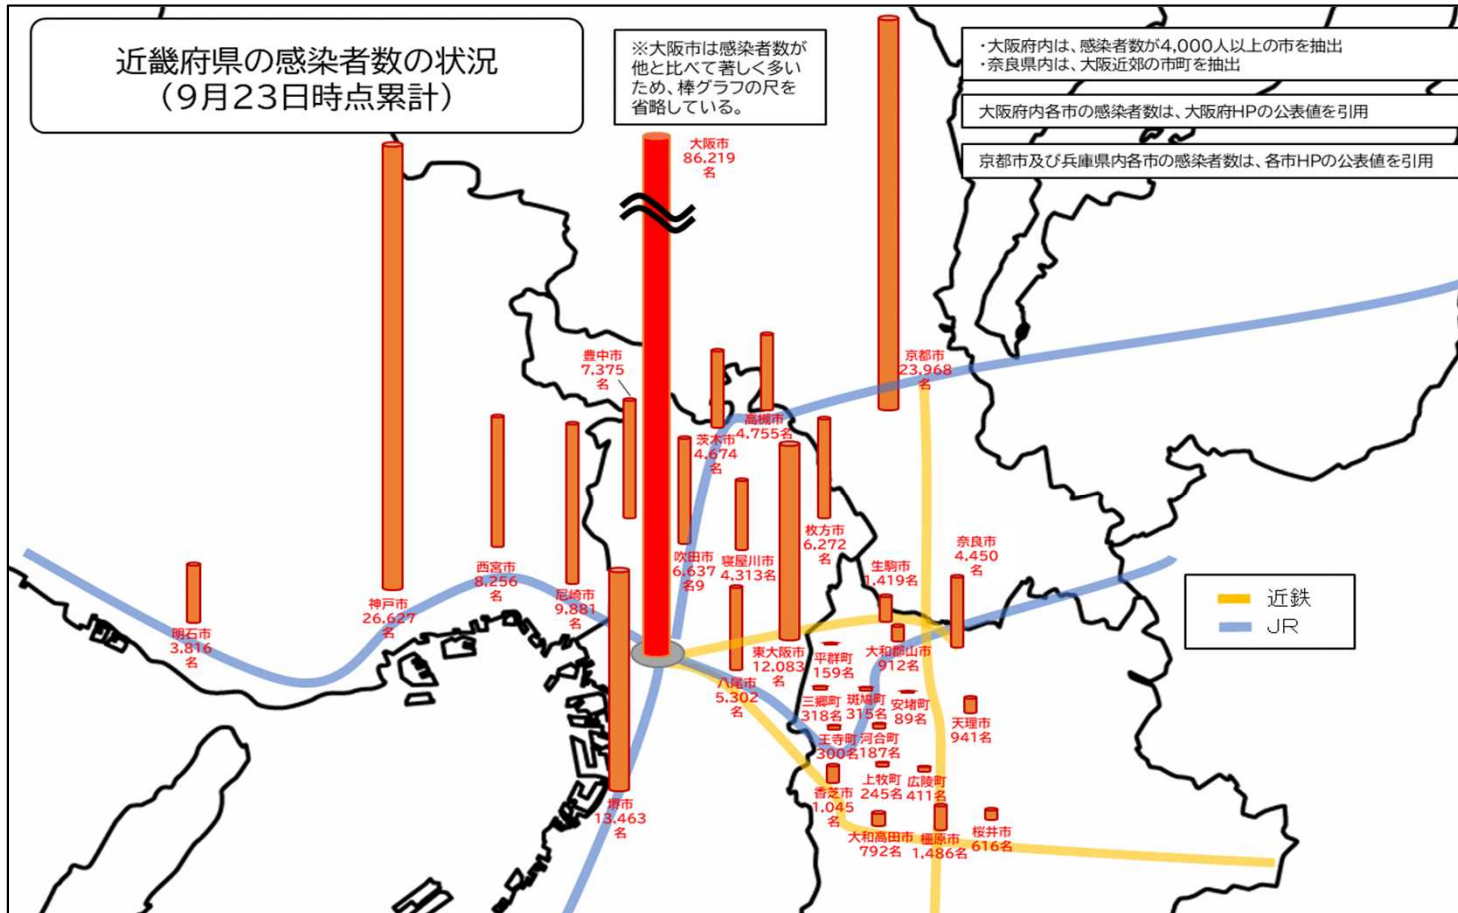 近畿府県の感染者数の状況
（9月23日時点累計）
※大阪市は感染者数が
他と比べて著しく多い
ため、棒グラフの尺を
省略している。
・大阪府内は、感染者数が4,000人以上の市を抽出
・奈良県内は、大阪近郊の市町を抽出
大阪府内各市の感染者数は、大阪府HPの公表値を引用
京都市及び兵庫県内各市の感染者数は、各市HPの公表値を引用
大阪市
86,219
名
豊中市
7,375
名
京都市
23,968
名
高槻市
4,755名
茨木市
4,674
名
枚方市
6,272
名
吹田市
6,637
名9
寝屋川市
4,313名
西宮市
8,256
名
尼崎市
9,881
名
神戸市
26,627
名
明石市
3,816
名
奈良市
4,450
名
生駒市
1,419名
東大阪市
12,083
名
平群町
159名
大和郡山市
912名
八尾市
5,302
名
三郷町
318名
斑鳩町
315名
安堵町
89名
天理市
941名
王寺町
300名
河合町
187名
上牧町
245名
広陵町
411名
香芝市
1,045
名
堺市
13,463
名
大和高田市
792名
橿原市
1,486名
桜井市
616名
近鉄
JR